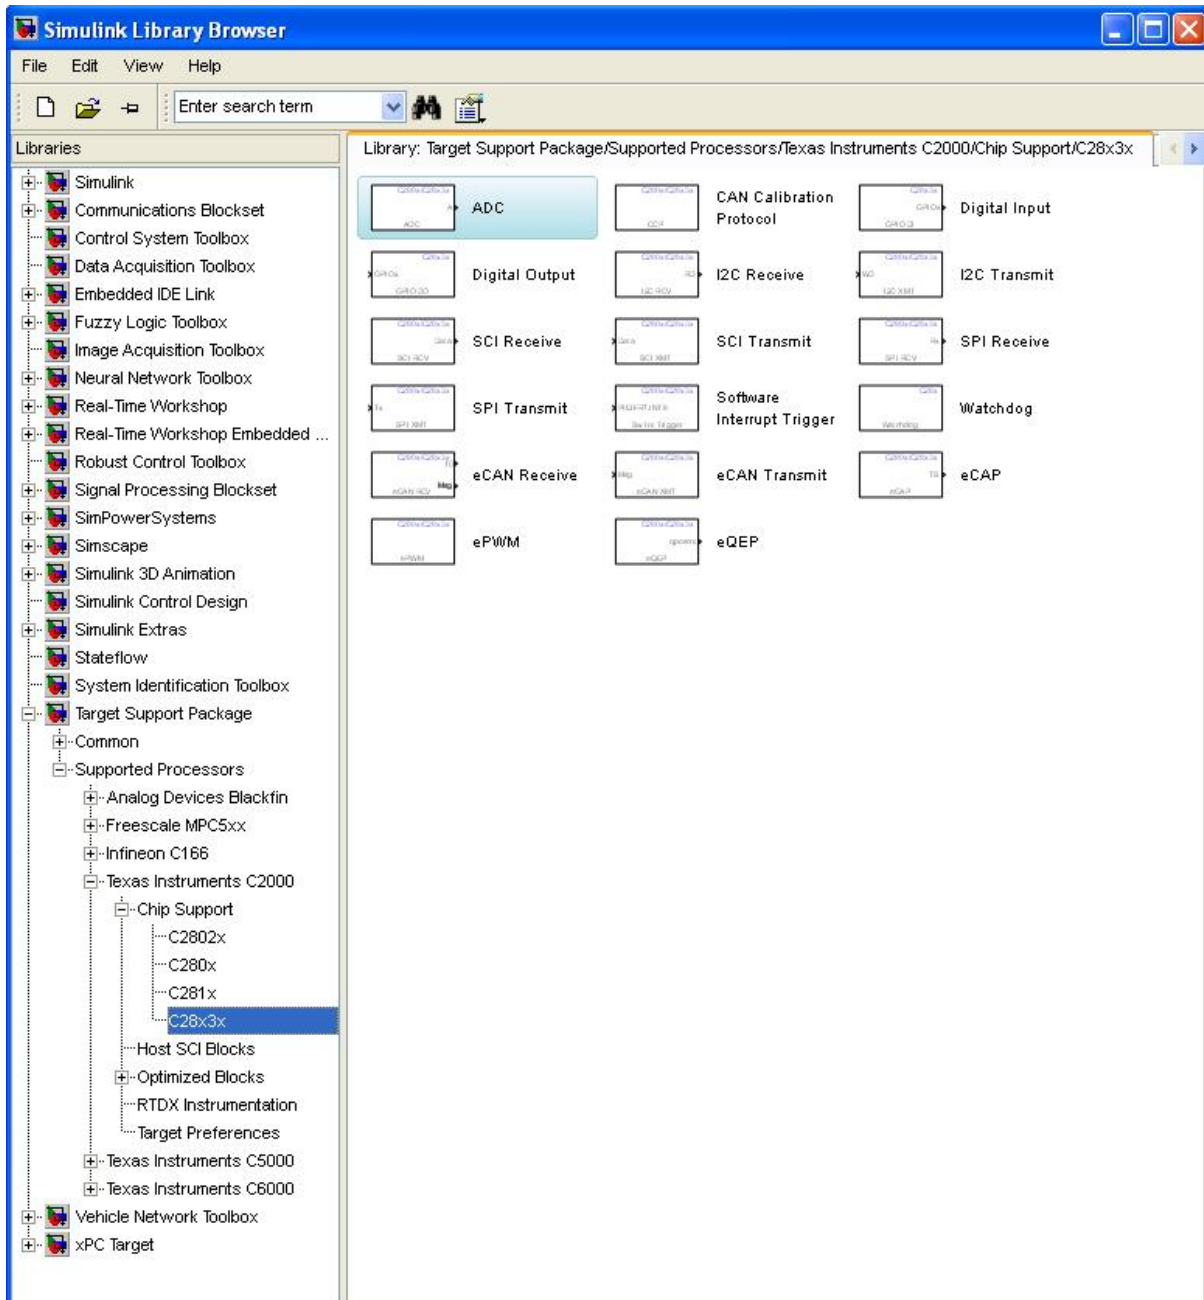 Simulink Library Browser
File Edit View Help
Enter search term
Libraries
Simulink
Communications Blockset
Control System Toolbox
Data Acquisition Toolbox
Embedded IDE Link
Fuzzy Logic Toolbox
Image Acquisition Toolbox
Neural Network Toolbox
Real-Time Workshop
Real-Time Workshop Embedded ...
Robust Control Toolbox
Signal Processing Blockset
SimPowerSystems
Simscape
Simulink 3D Animation
Simulink Control Design
Simulink Extras
Stateflow
System Identification Toolbox
Target Support Package
Common
Supported Processors
Analog Devices Blackfin
Freescale MPC5xx
Infineon C166
Texas Instruments C2000
Chip Support
C2802x
C280x
C281x
C28x3x
Host SCI Blocks
Optimized Blocks
RTDX Instrumentation
Target Preferences
Texas Instruments C5000
Texas Instruments C6000
Vehicle Network Toolbox
xPC Target
Library: Target Support Package/Supported Processors/Texas Instruments C2000/Chip Support/C28x3x
ADC
CAN Calibration
Protocol
Digital Input
Digital Output
I2C Receive
I2C Transmit
SCI Receive
SCI Transmit
SPI Receive
SPI Transmit
Software
Interrupt Trigger
Watchdog
eCAN Receive
eCAN Transmit
eCAP
ePWM
eQEP